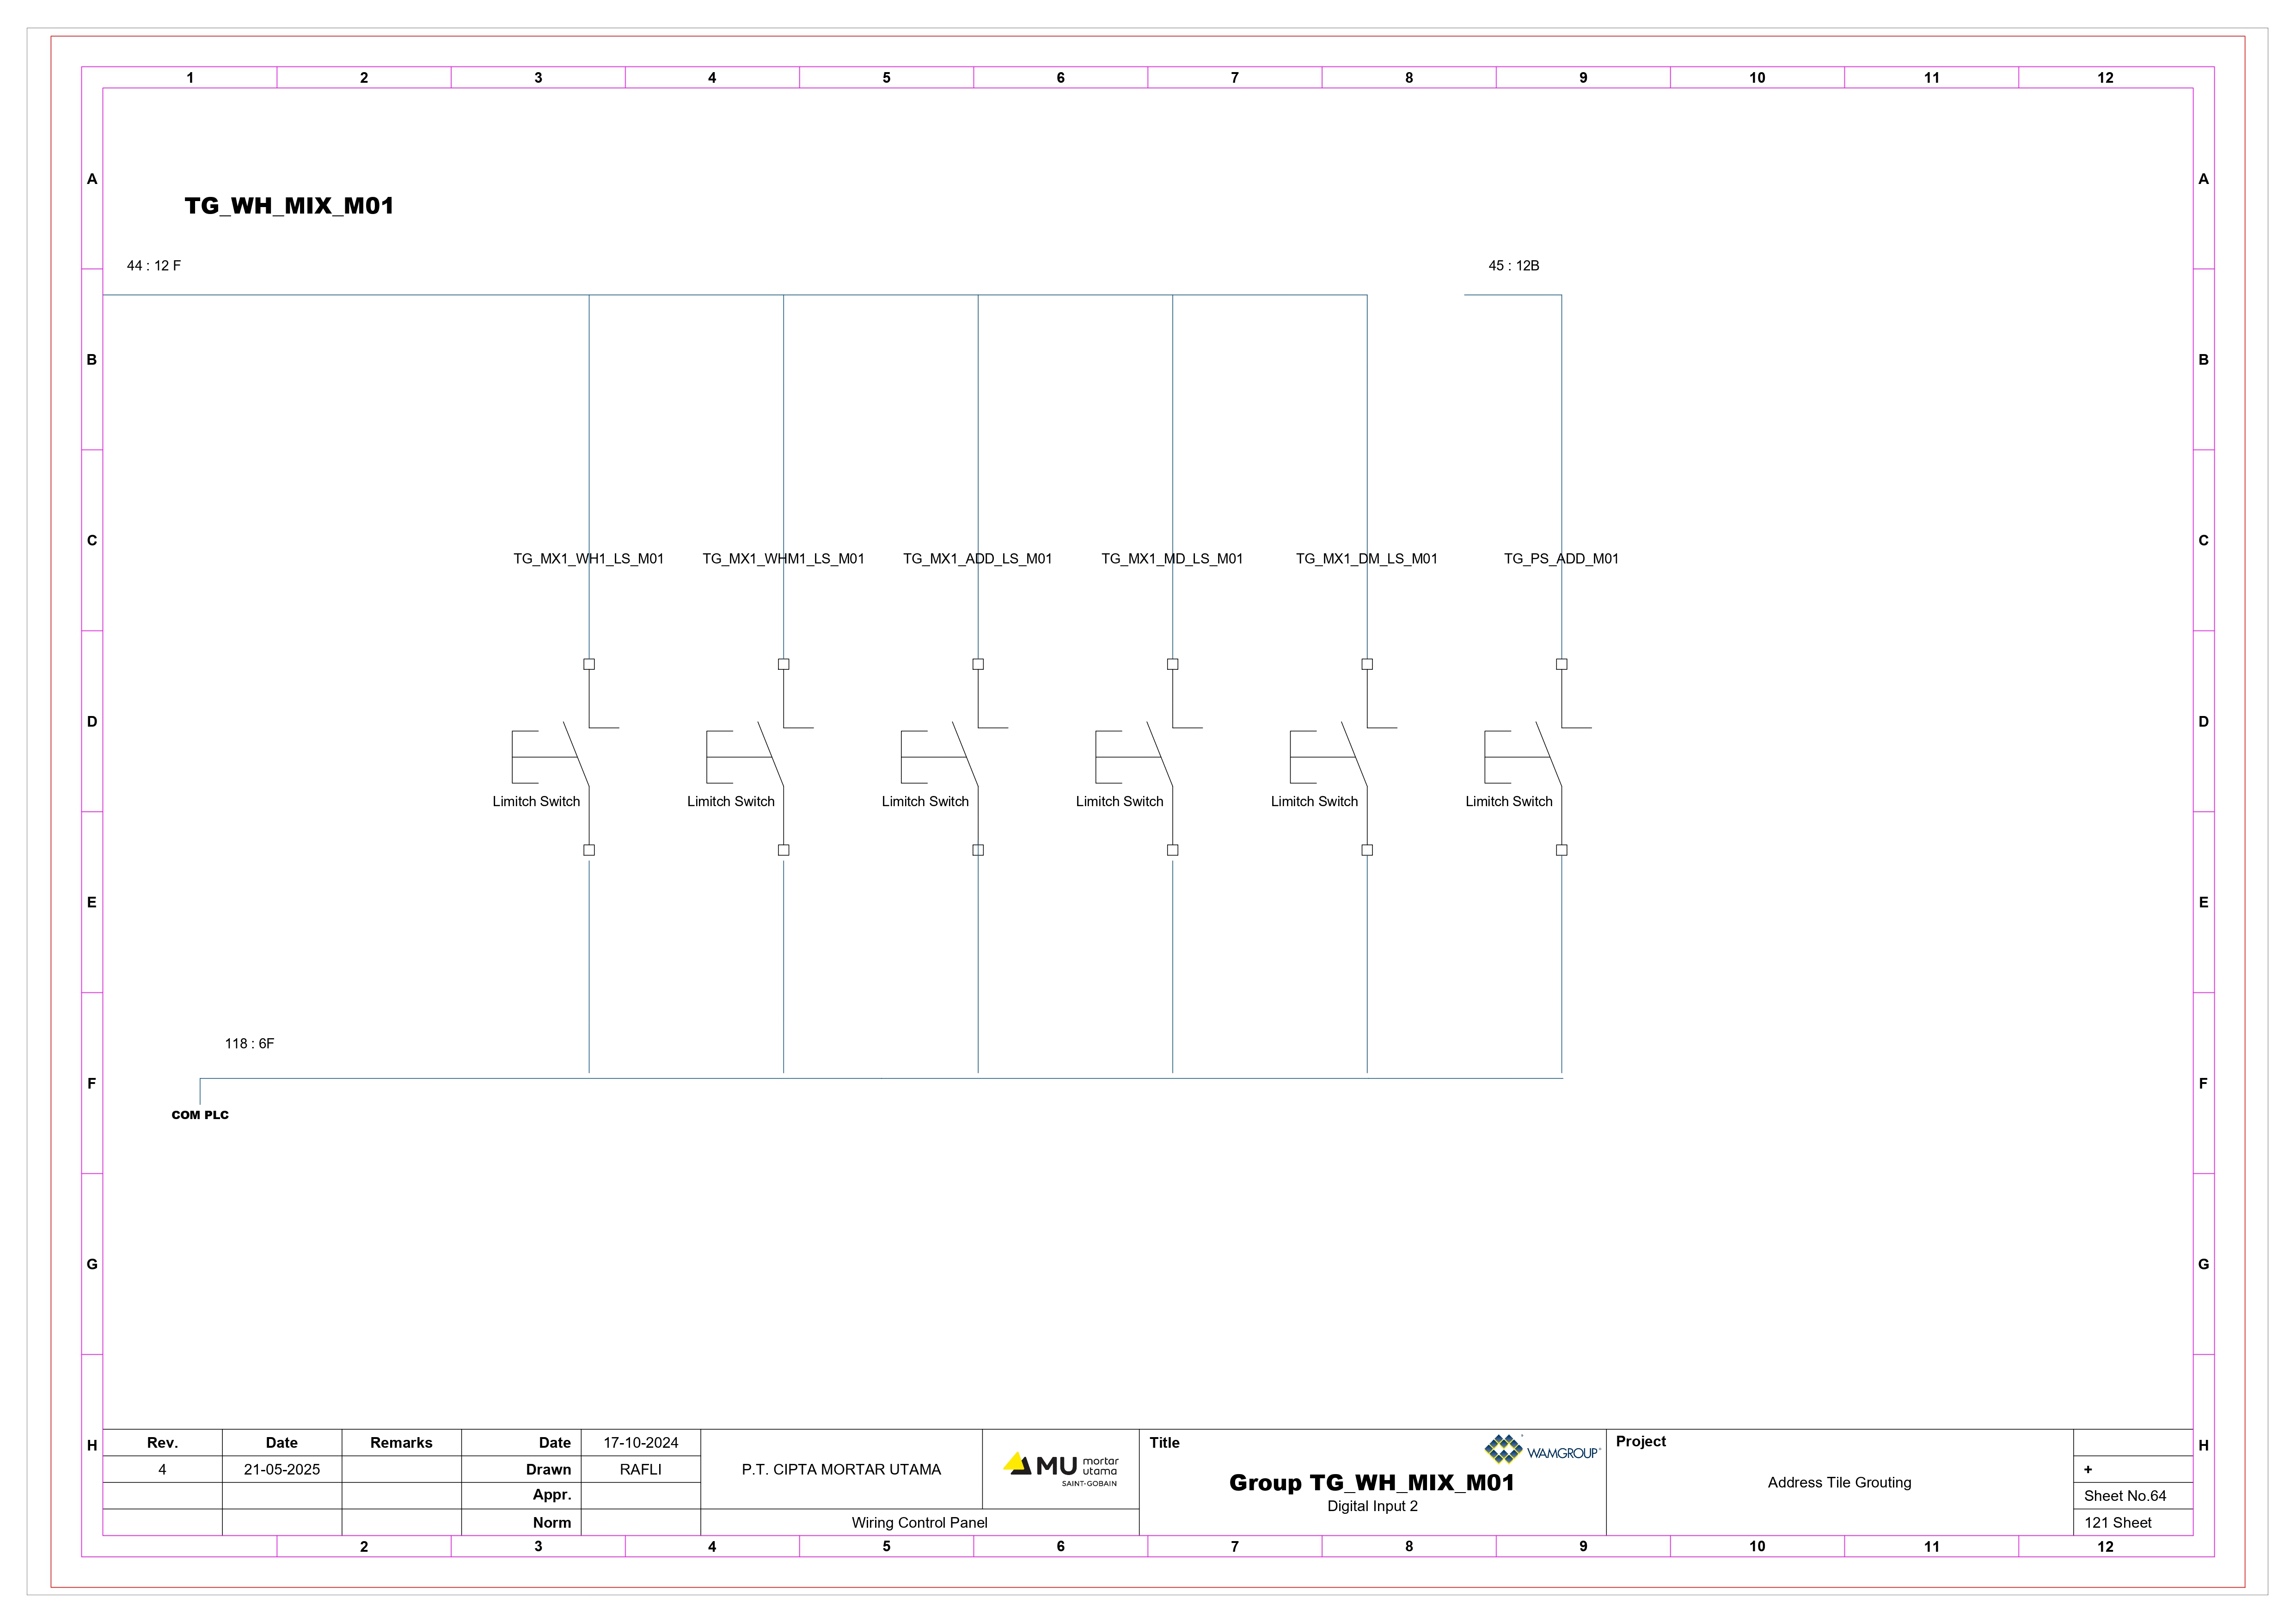 1 2 3 4 5 6 7 8 9 10 11 12
A A
TG_WH_MIX_M01
44 : 12 F 45 : 12B
B B
C C
TG_MX1_WH1_LS_M01 TG_MX1_WHM1_LS_M01 TG_MX1_ADD_LS_M01 TG_MX1_MD_LS_M01 TG_MX1_DM_LS_M01 TG_PS_ADD_M01
D D
Limitch Switch Limitch Switch Limitch Switch Limitch Switch Limitch Switch Limitch Switch
E E
118 : 6F
F F
COM PLC
G G
H H
Rev. Date Remarks Date 17-10-2024
4 21-05-2025 Drawn RAFLI
Appr.
Norm
P.T. CIPTA MORTAR UTAMA
MU mortar
utama
SAINT-GOBAIN
Wiring Control Panel
Title
WAMGROUP®
Group TG_WH_MIX_M01
Digital Input 2
Project
Address Tile Grouting
+
Sheet No.64
121 Sheet
2 3 4 5 6 7 8 9 10 11 12